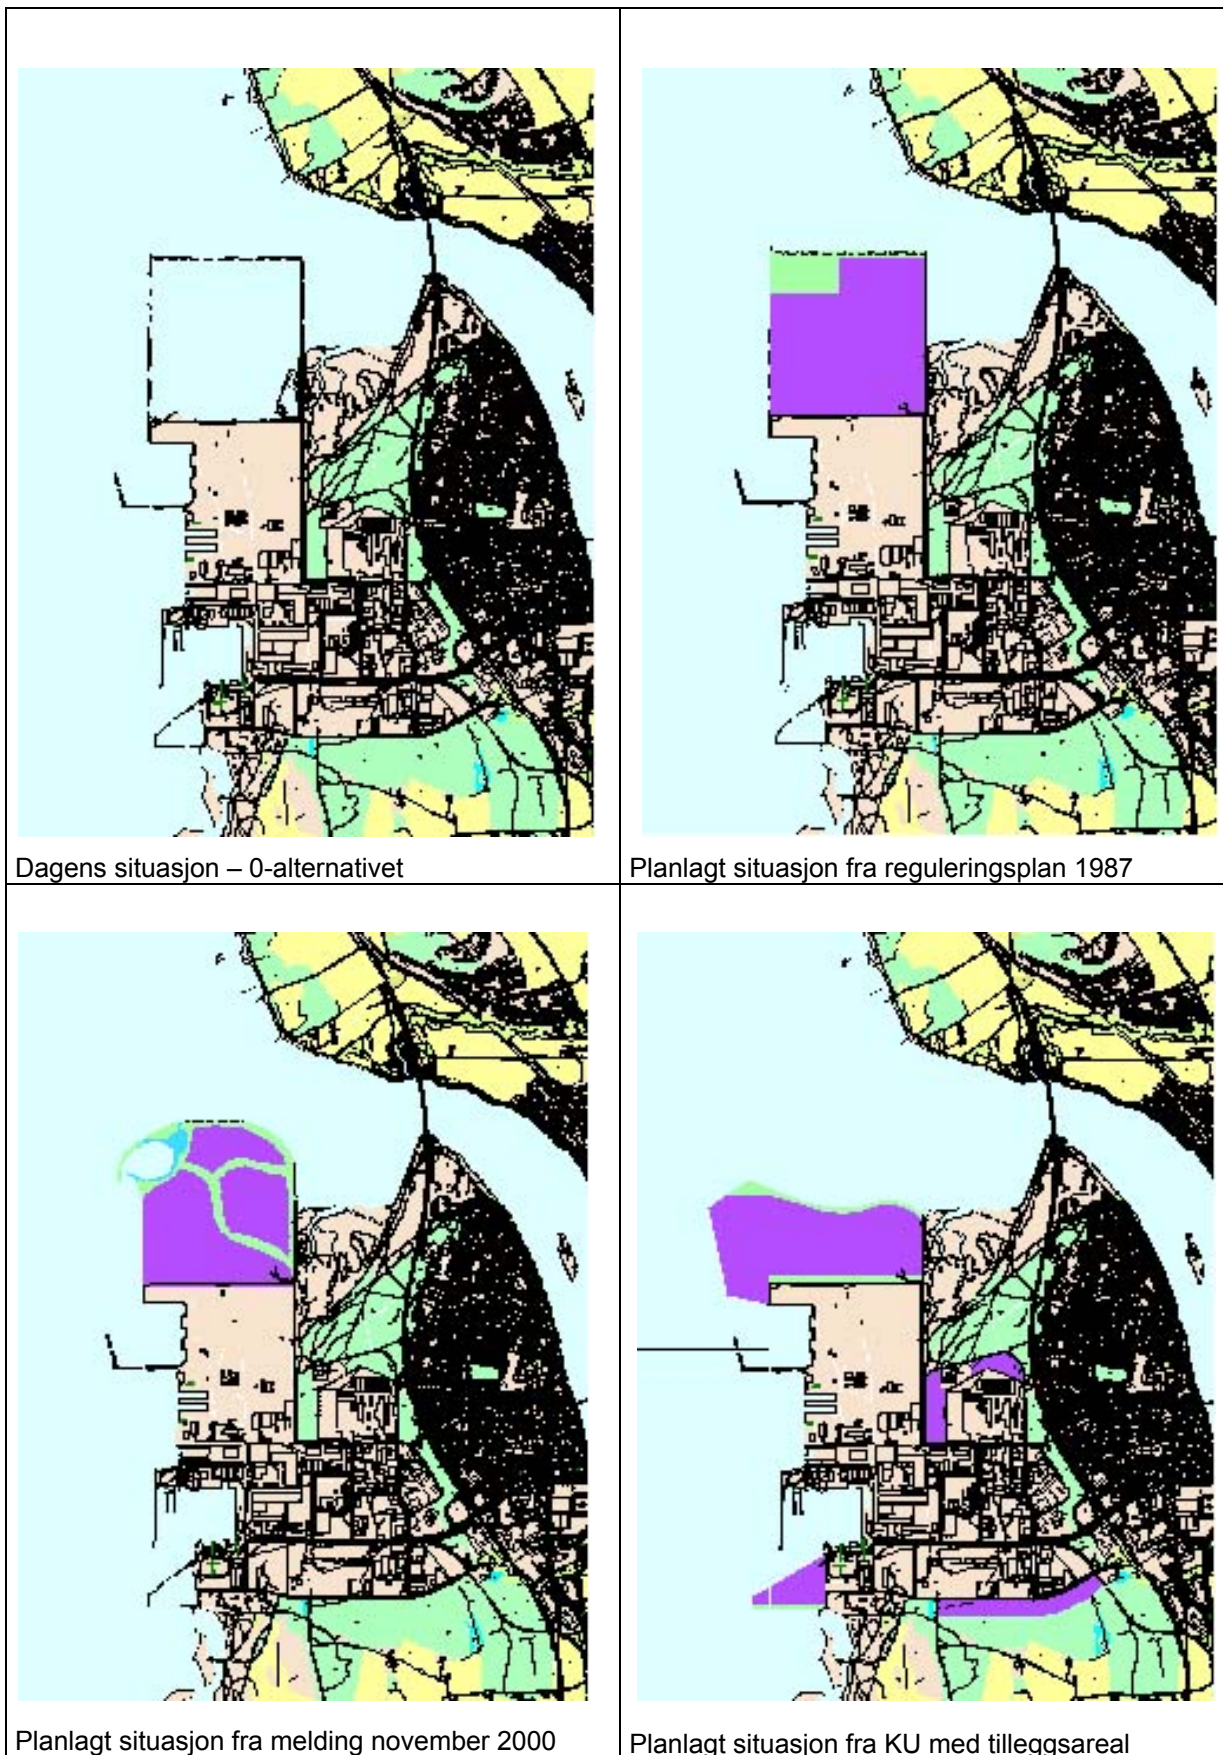 Dagens situasjon – 0-alternativet
Planlagt situasjon fra reguleringsplan 1987
Planlagt situasjon fra melding november 2000
Planlagt situasjon fra KU med tilleggsareal